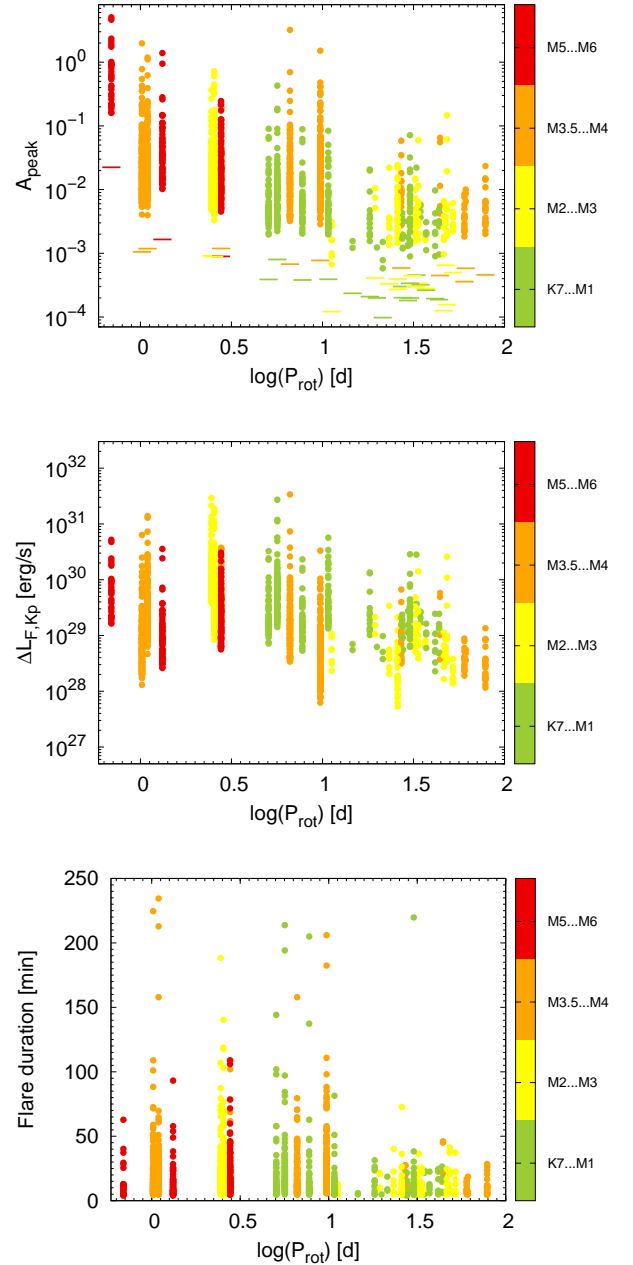 A_peak
10^0
10^-1
10^-2
10^-3
10^-4
0 0.5 1 1.5 2
log(P_rot) [d]
M5...M6
M3.5...M4
M2...M3
K7...M1
ΔL_F,Kp [erg/s]
10^32
10^31
10^30
10^29
10^28
10^27
0 0.5 1 1.5 2
log(P_rot) [d]
M5...M6
M3.5...M4
M2...M3
K7...M1
Flare duration [min]
250
200
150
100
50
0
0 0.5 1 1.5 2
log(P_rot) [d]
M5...M6
M3.5...M4
M2...M3
K7...M1